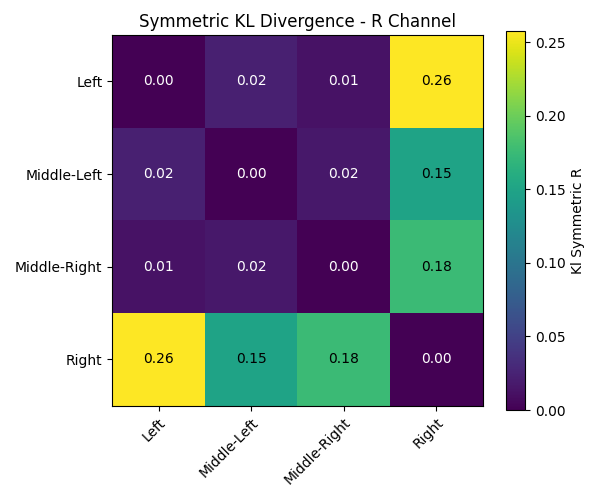 Symmetric KL Divergence - R Channel
Left 0.00 0.02 0.01 0.26
Middle-Left 0.02 0.00 0.02 0.15
Middle-Right 0.01 0.02 0.00 0.18
Right 0.26 0.15 0.18 0.00
Left Middle-Left Middle-Right Right
0.25
0.20
0.15
0.10
0.05
0.00
Kl Symmetric R